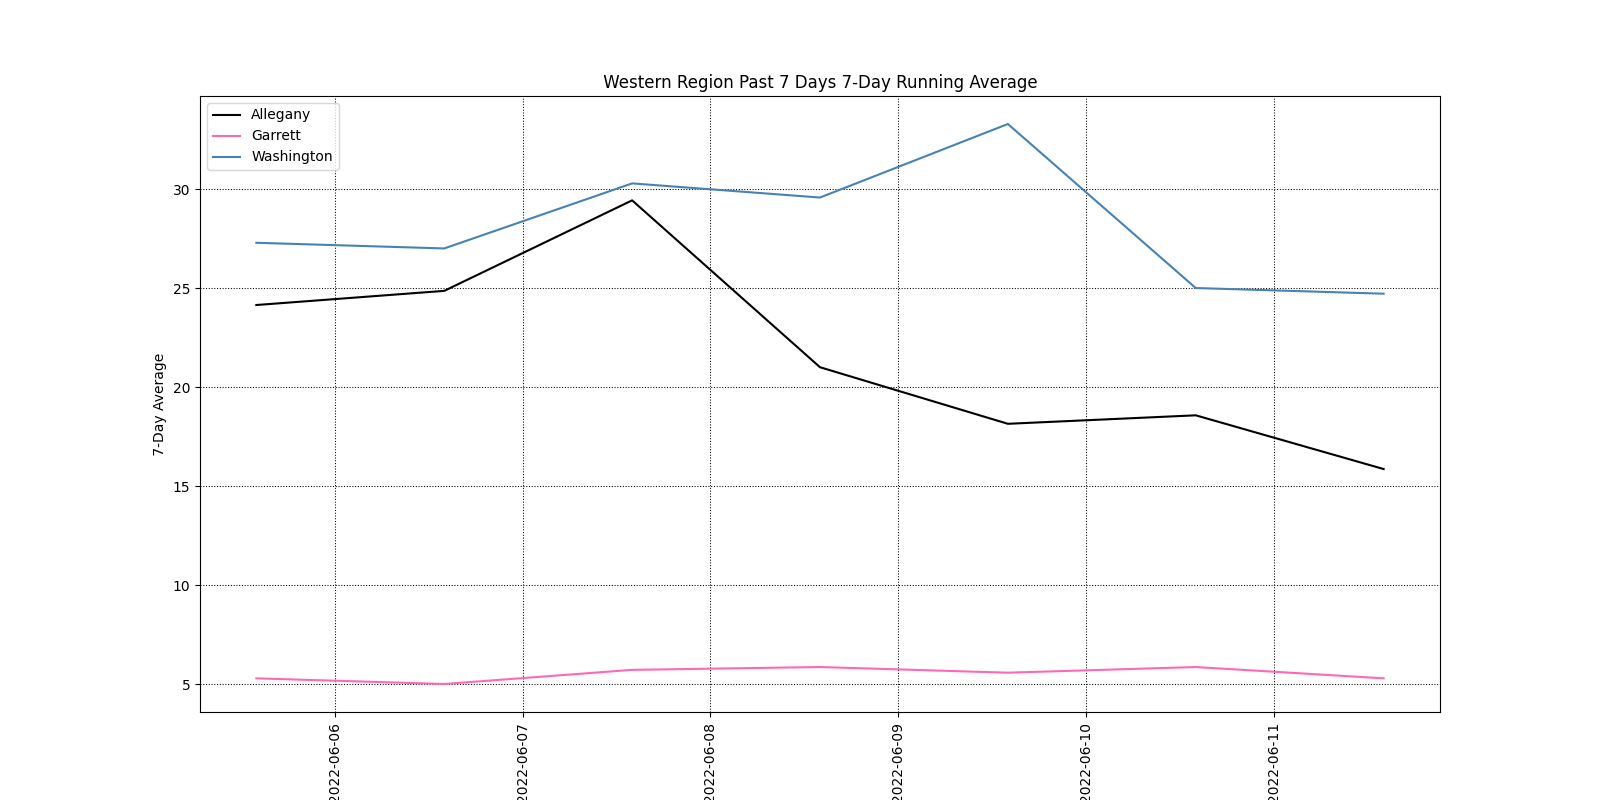 Western Region Past 7 Days 7-Day Running Average
Allegany
Garrett
Washington
7-Day Average
30
25
20
15
10
5
2022-06-06
2022-06-07
2022-06-08
2022-06-09
2022-06-10
2022-06-11